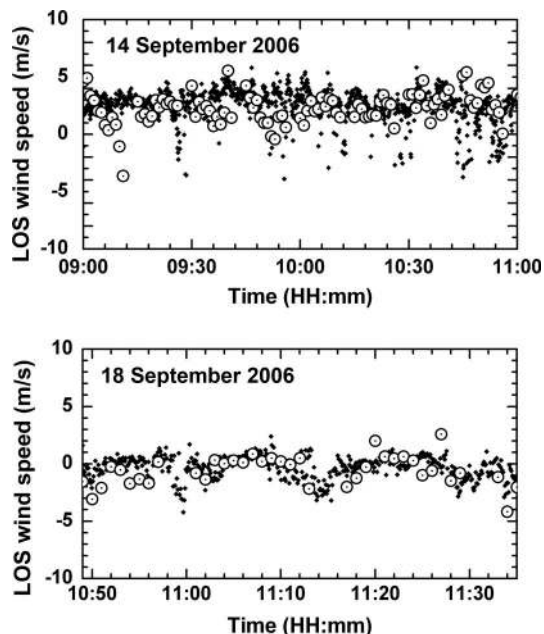 10
14 September 2006
5
0
-5
-10
LOS wind speed (m/s)
09:00 09:30 10:00 10:30 11:00
Time (HH:mm)
10
18 September 2006
5
0
-5
-10
LOS wind speed (m/s)
10:50 11:00 11:10 11:20 11:30
Time (HH:mm)